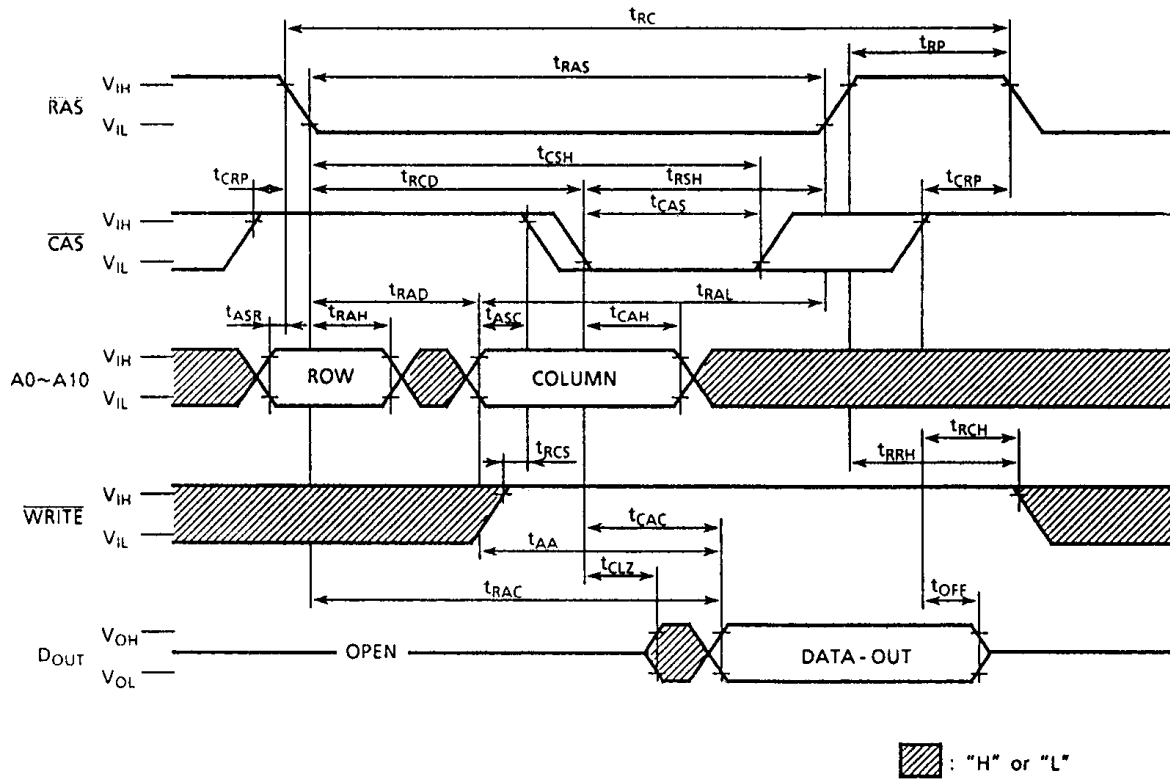 tRC
tRP
tRAS
VIH
RAS
VIL
tCSH
tCRP
tRCD
tRSH
tCRP
tCAS
VIH
CAS
VIL
tRAD
tRAL
tASR
tRAH
tASC
tCAH
VIH
A0~A10
ROW
COLUMN
VIL
tRCH
tRCS
tRRH
VIH
WRITE
VIL
tCAC
tAA
tCLZ
tOFF
tRAC
VOH
DOUT
OPEN
DATA-OUT
VOL
: "H" or "L"